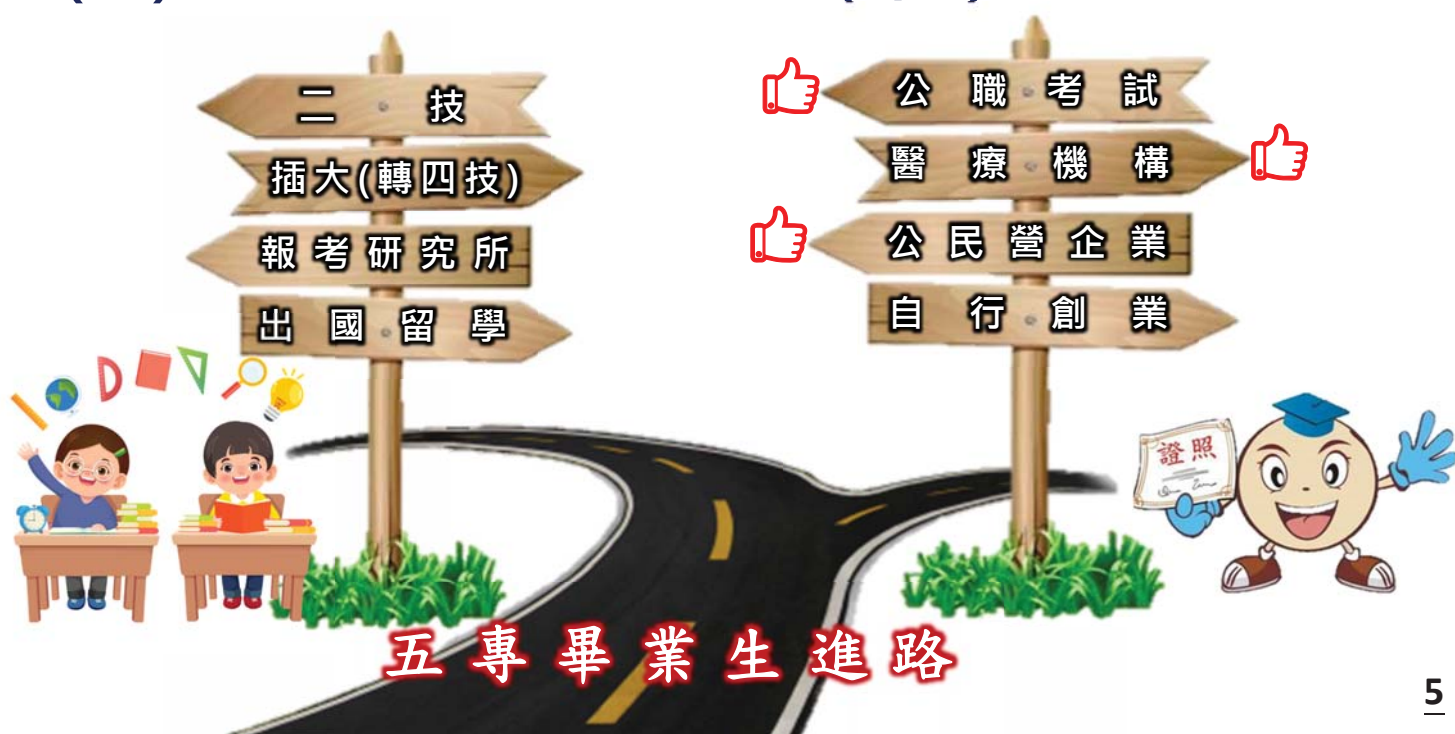 二技
插大(轉四技)
報考研究所
出國留學
公職考試
醫療機構
公民營企業
自行創業
證照
五專畢業生進路
5